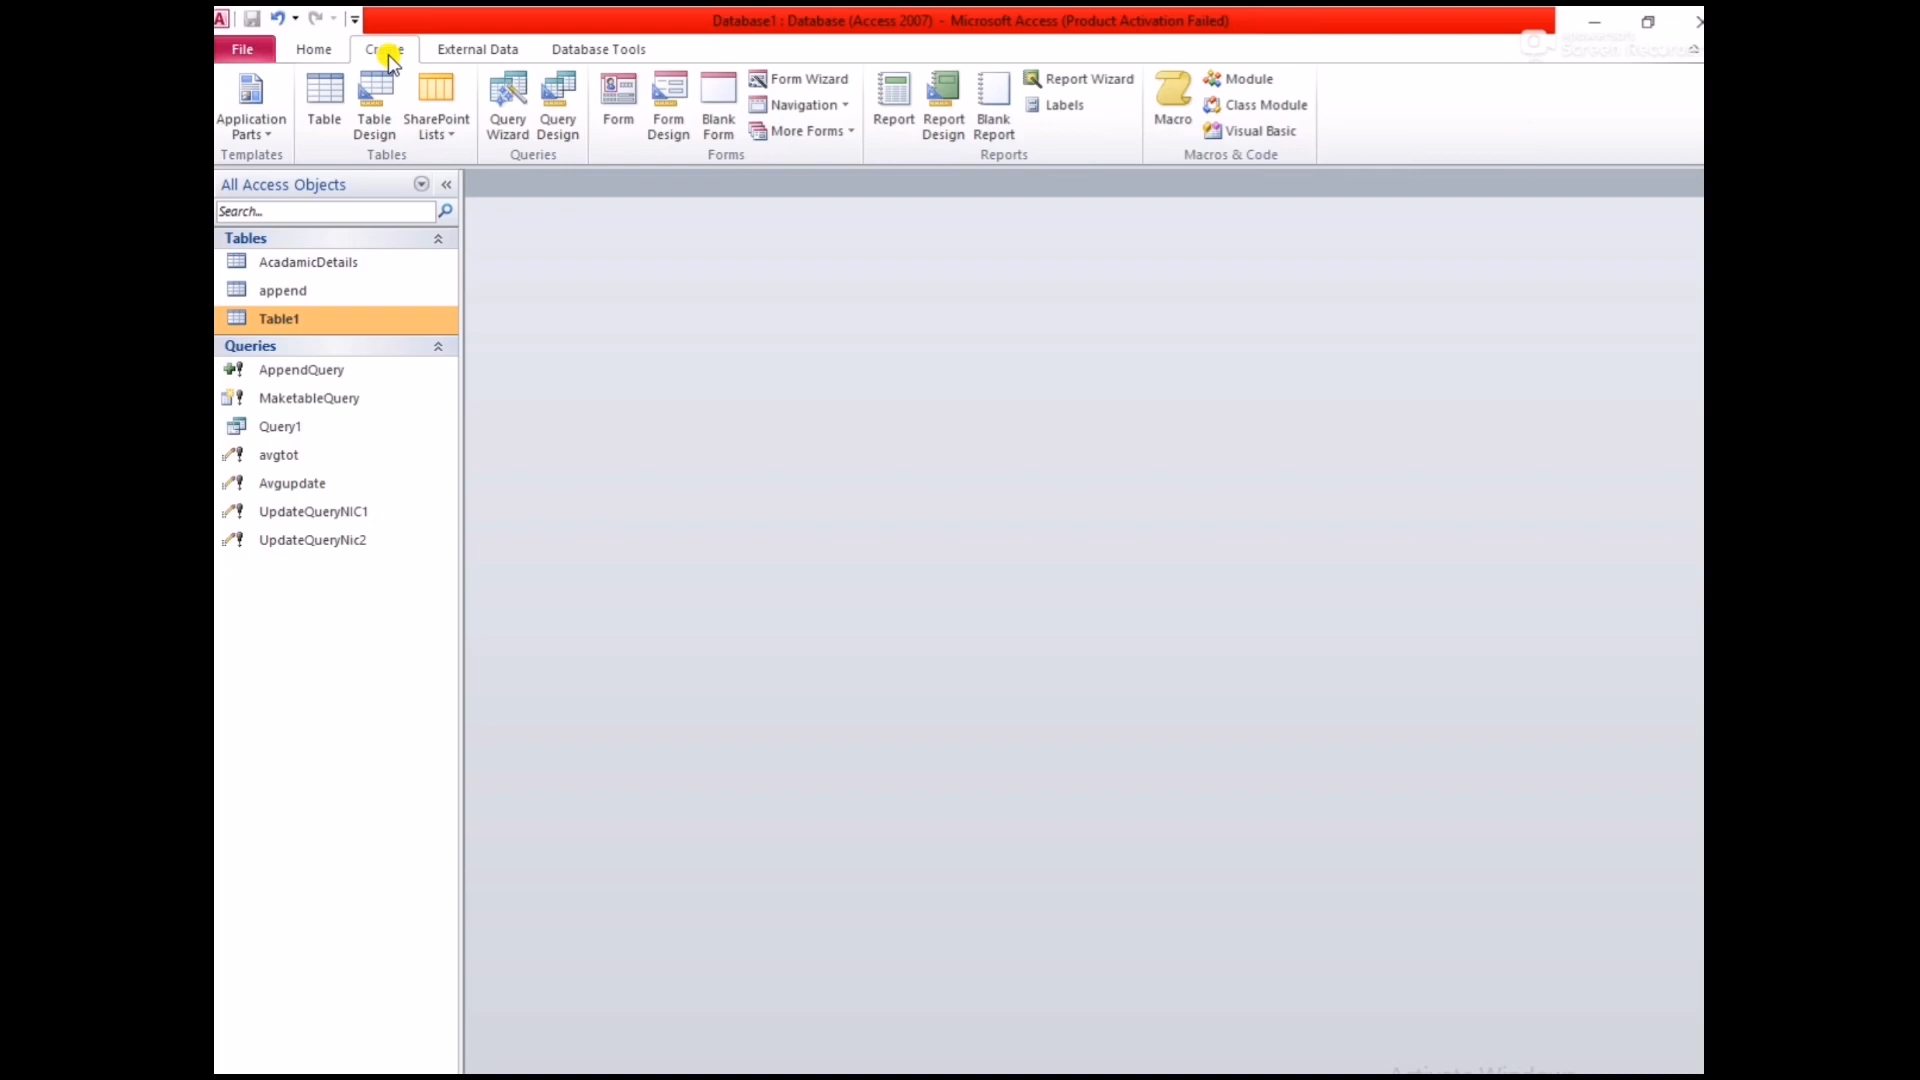 Database1 : Database (Access 2007) - Microsoft Access (Product Activation Failed)
File Home Create External Data Database Tools
Application Parts
Table
Table Design
SharePoint Lists
Query Wizard
Query Design
Form
Form Design
Blank Form
Form Wizard
Navigation
More Forms
Report
Report Design
Blank Report
Report Wizard
Labels
Macro
Module
Class Module
Visual Basic
Templates Tables Queries Forms Reports Macros & Code
All Access Objects
Search...
Tables
AcadamicDetails
append
Table1
Queries
AppendQuery
MaketableQuery
Query1
avgtot
Avgupdate
UpdateQueryNIC1
UpdateQueryNic2